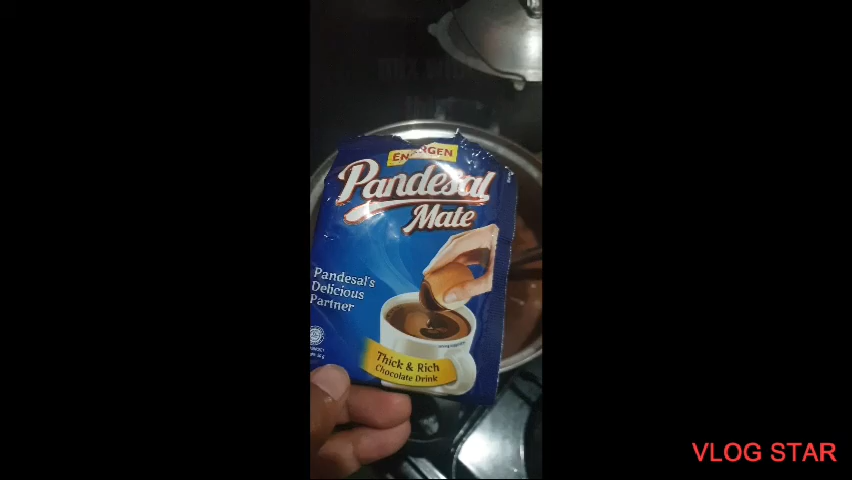 ENERGEN
Pandesal
Mate
Pandesal's
Delicious
Partner
Thick & Rich
Chocolate Drink
VLOG STAR